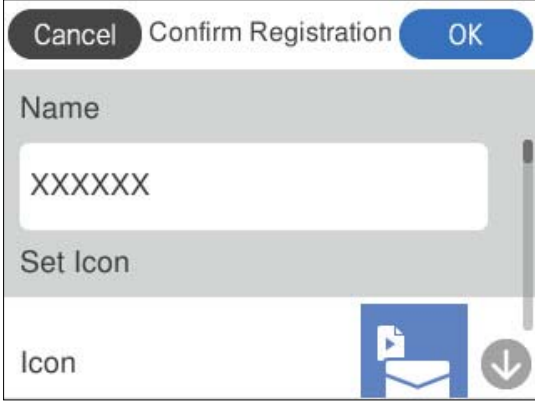 Cancel Confirm Registration OK
Name
XXXXXX
Set Icon
Icon